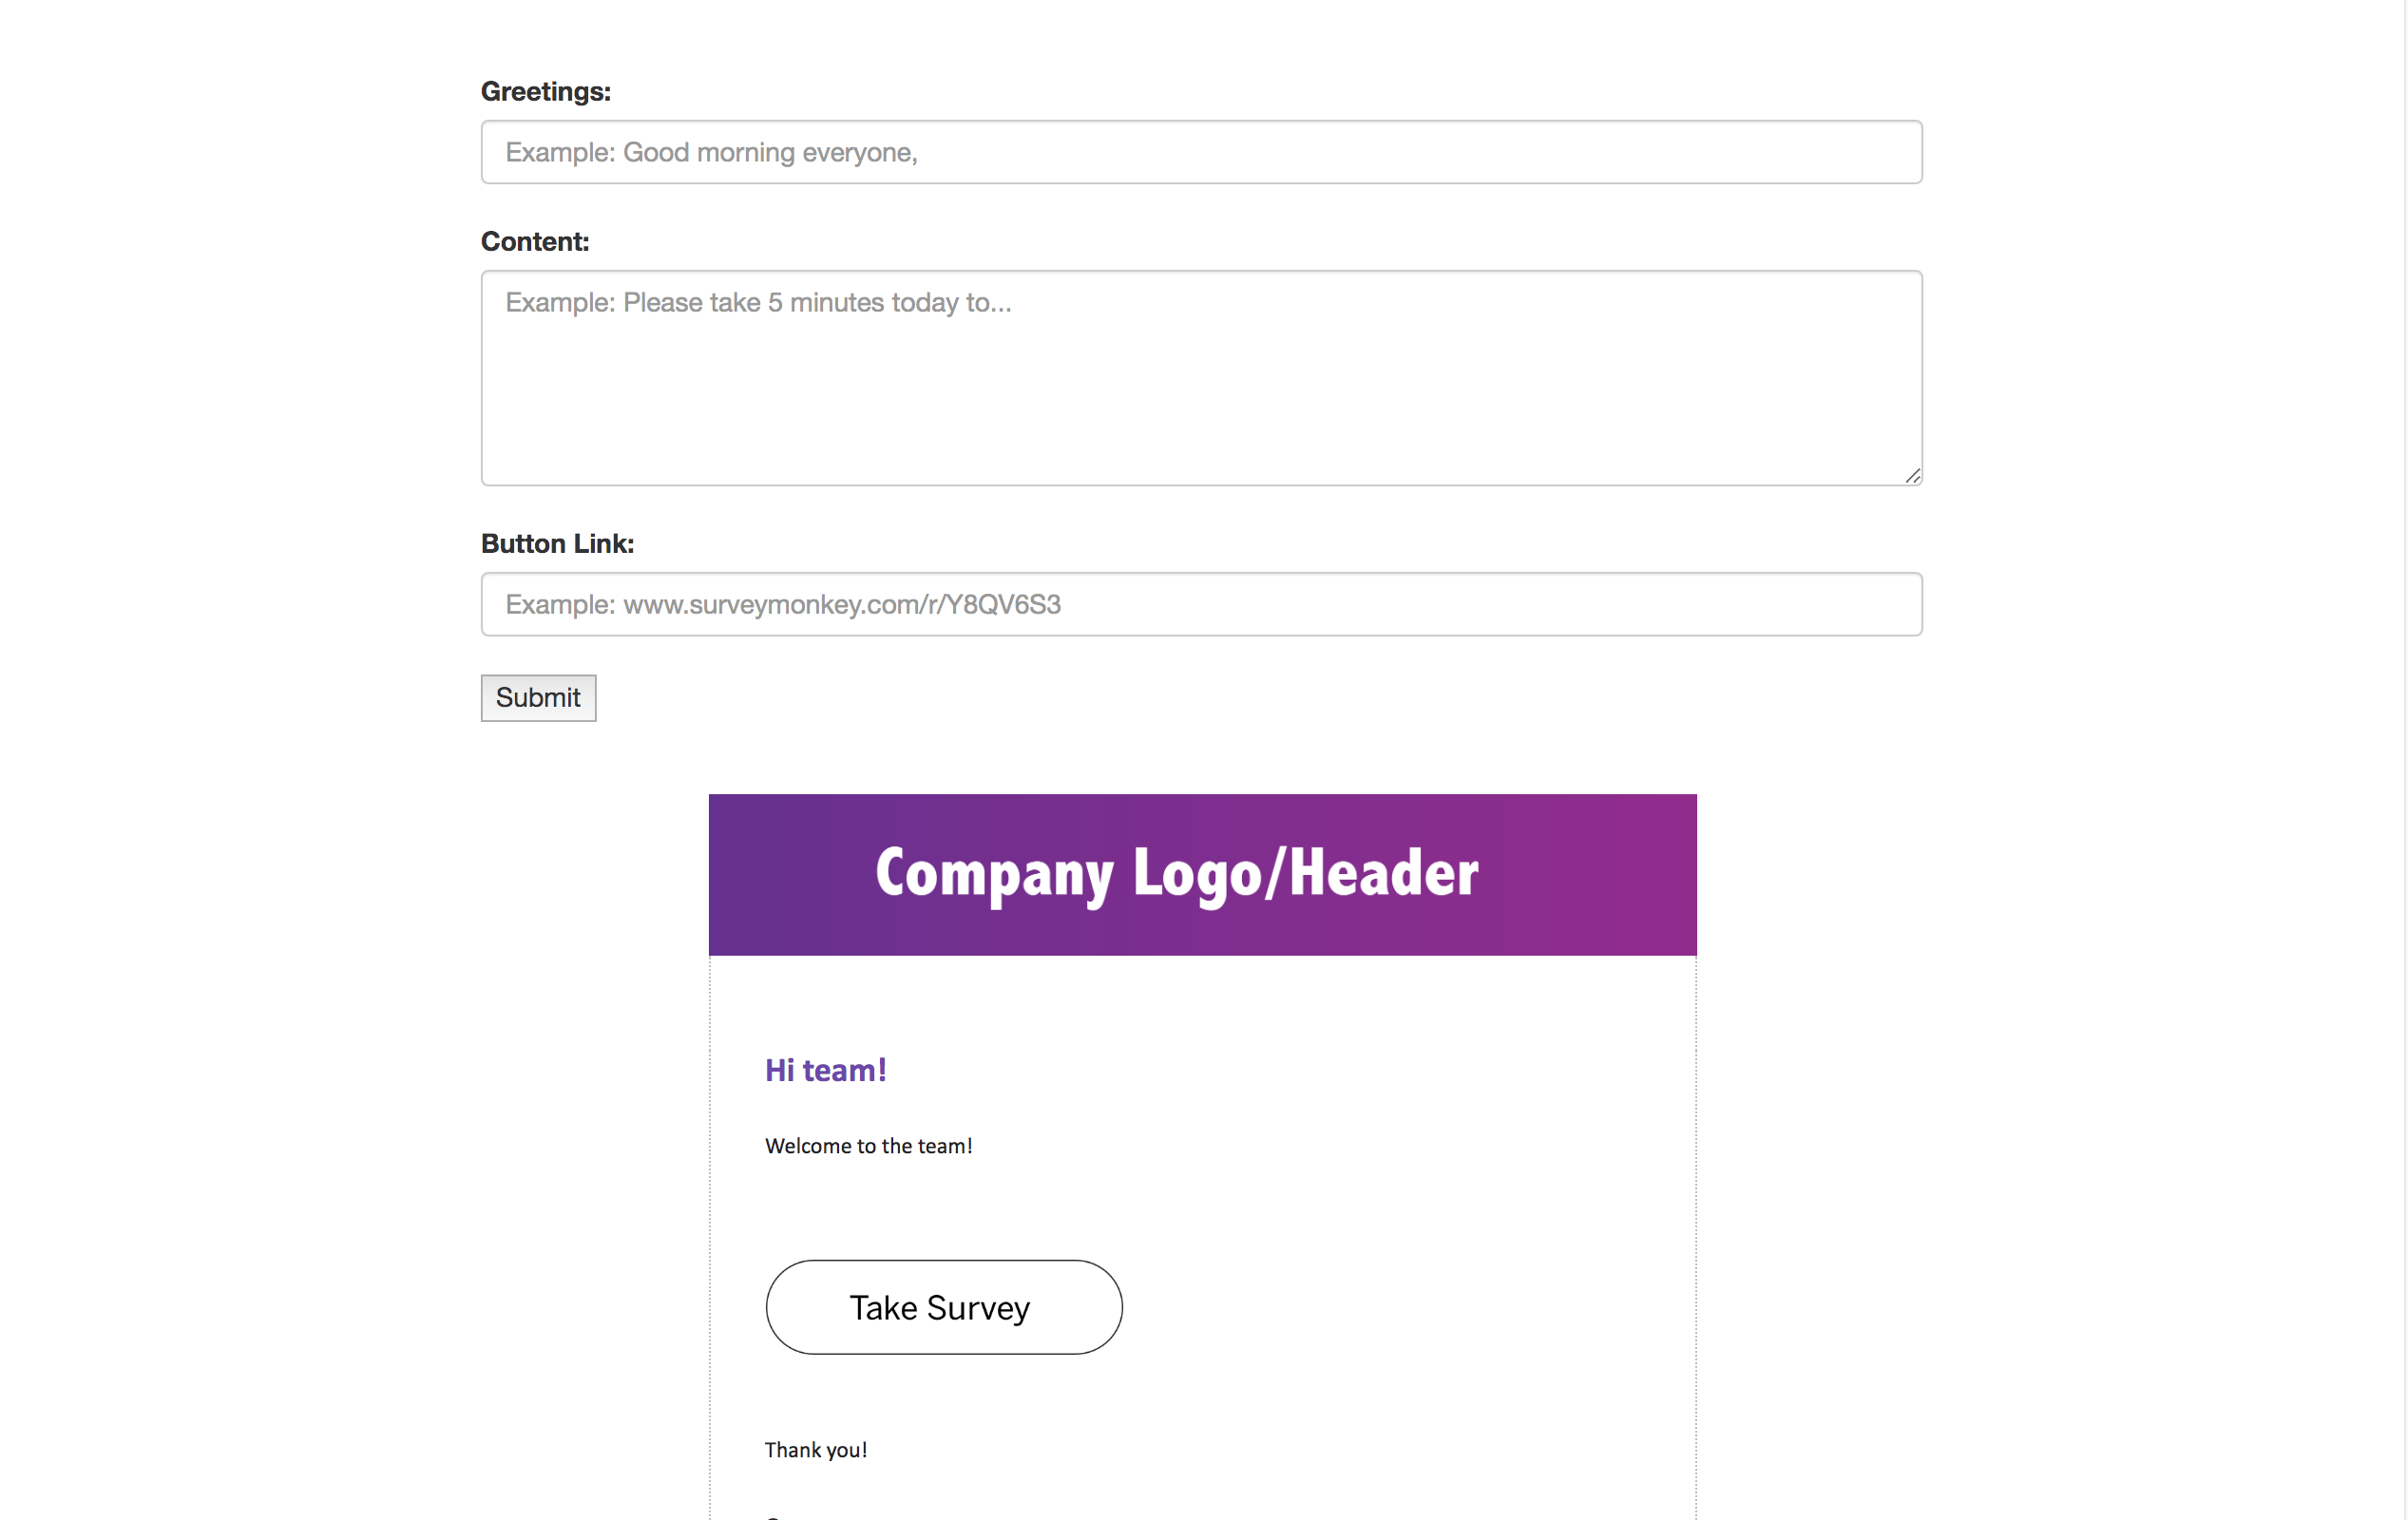 Greetings:
Example: Good morning everyone,
Content:
Example: Please take 5 minutes today to...
Button Link:
Example: www.surveymonkey.com/r/Y8QV6S3
Submit
Company Logo/Header
Hi team!
Welcome to the team!
Take Survey
Thank you!